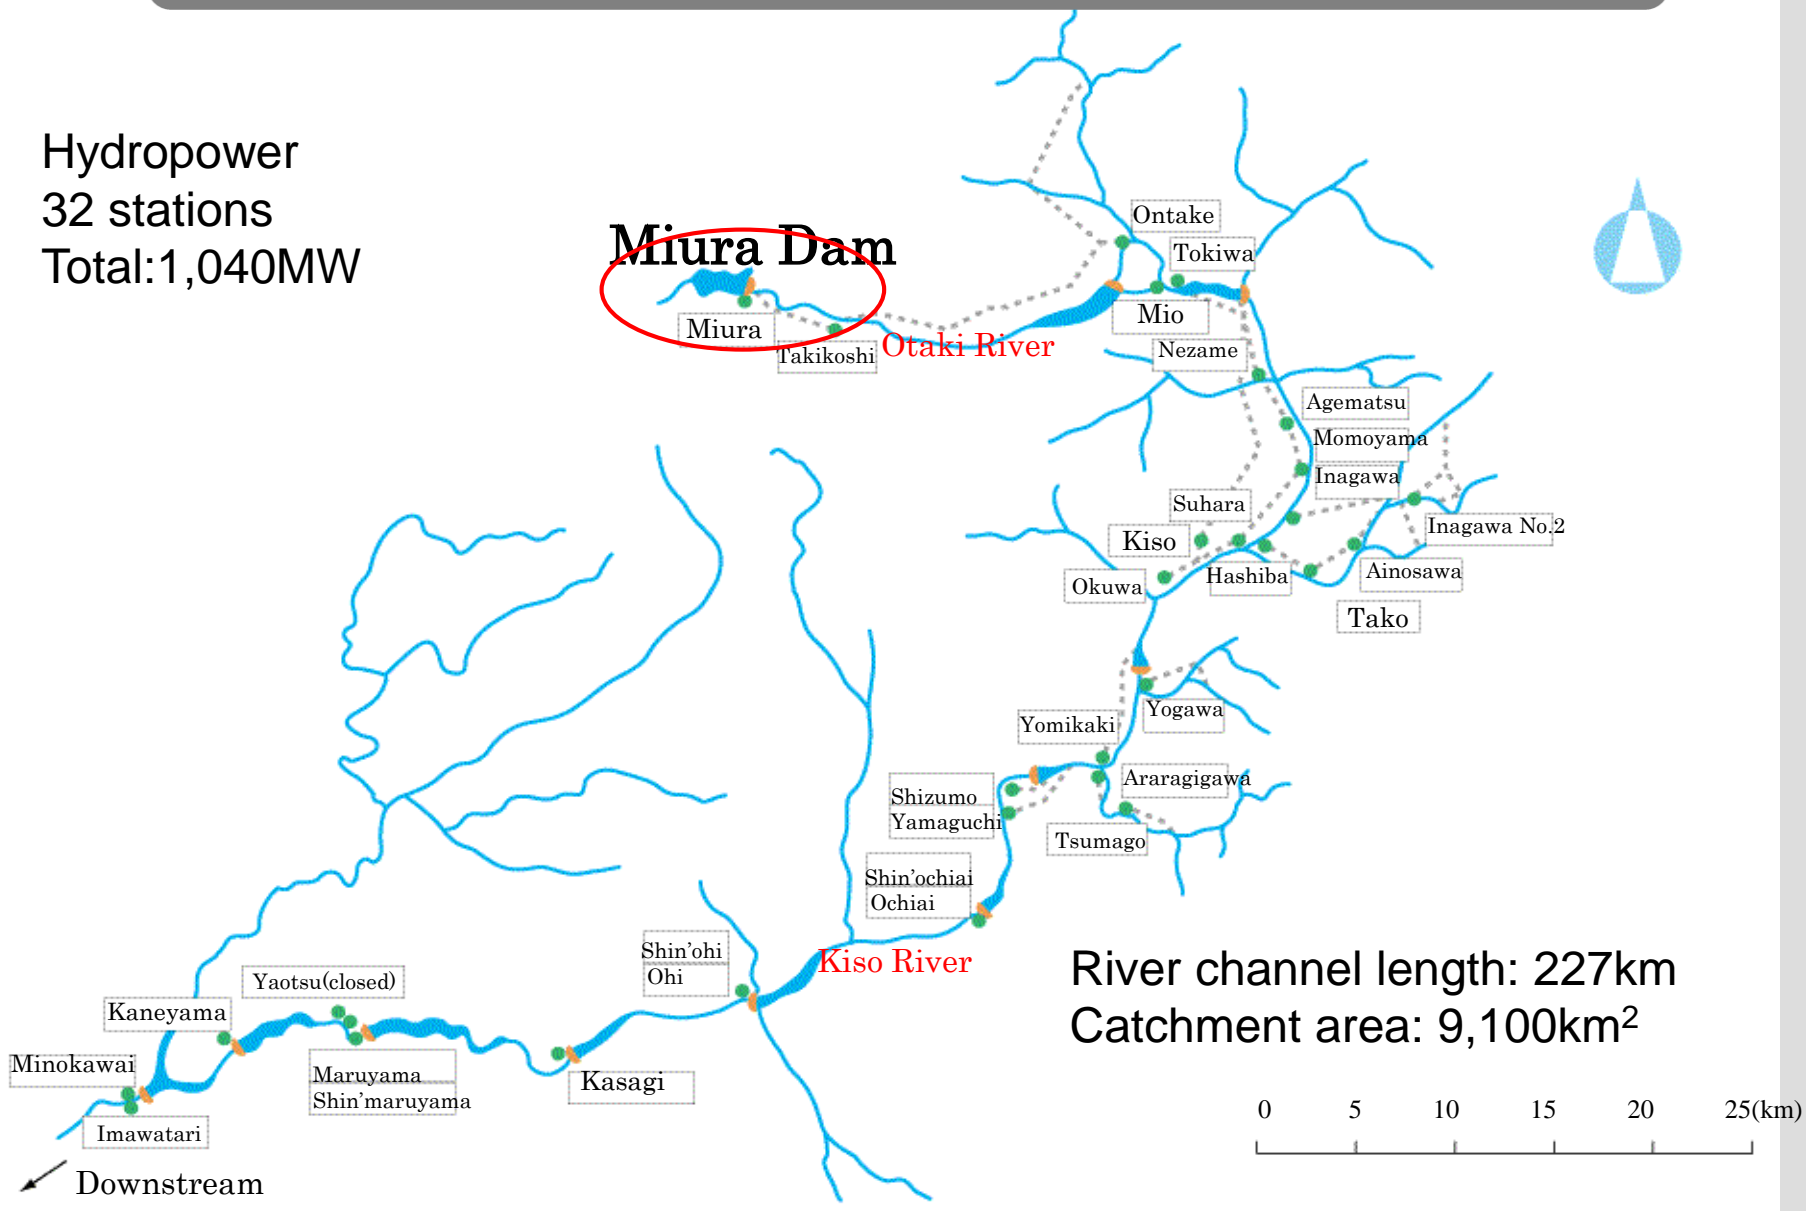 Hydropower
32 stations
Total:1,040MW
Miura Dam
Ontake
Tokiwa
Miura
Takikoshi
Otaki River
Mio
Nezame
Agematsu
Momoyama
Inagawa
Suhara
Kiso
Inagawa No.2
Okuwa
Hashiba
Ainosawa
Tako
Yogawa
Yomikaki
Araragigawa
Shizumo
Yamaguchi
Tsumago
Shin'ochiai
Ochiai
Shin'ohi
Ohi
Kiso River
River channel length: 227km
Catchment area: 9,100km²
Yaotsu(closed)
Kaneyama
Minokawai
Maruyama
Shin'maruyama
Kasagi
Imawatari
0 5 10 15 20 25(km)
Downstream